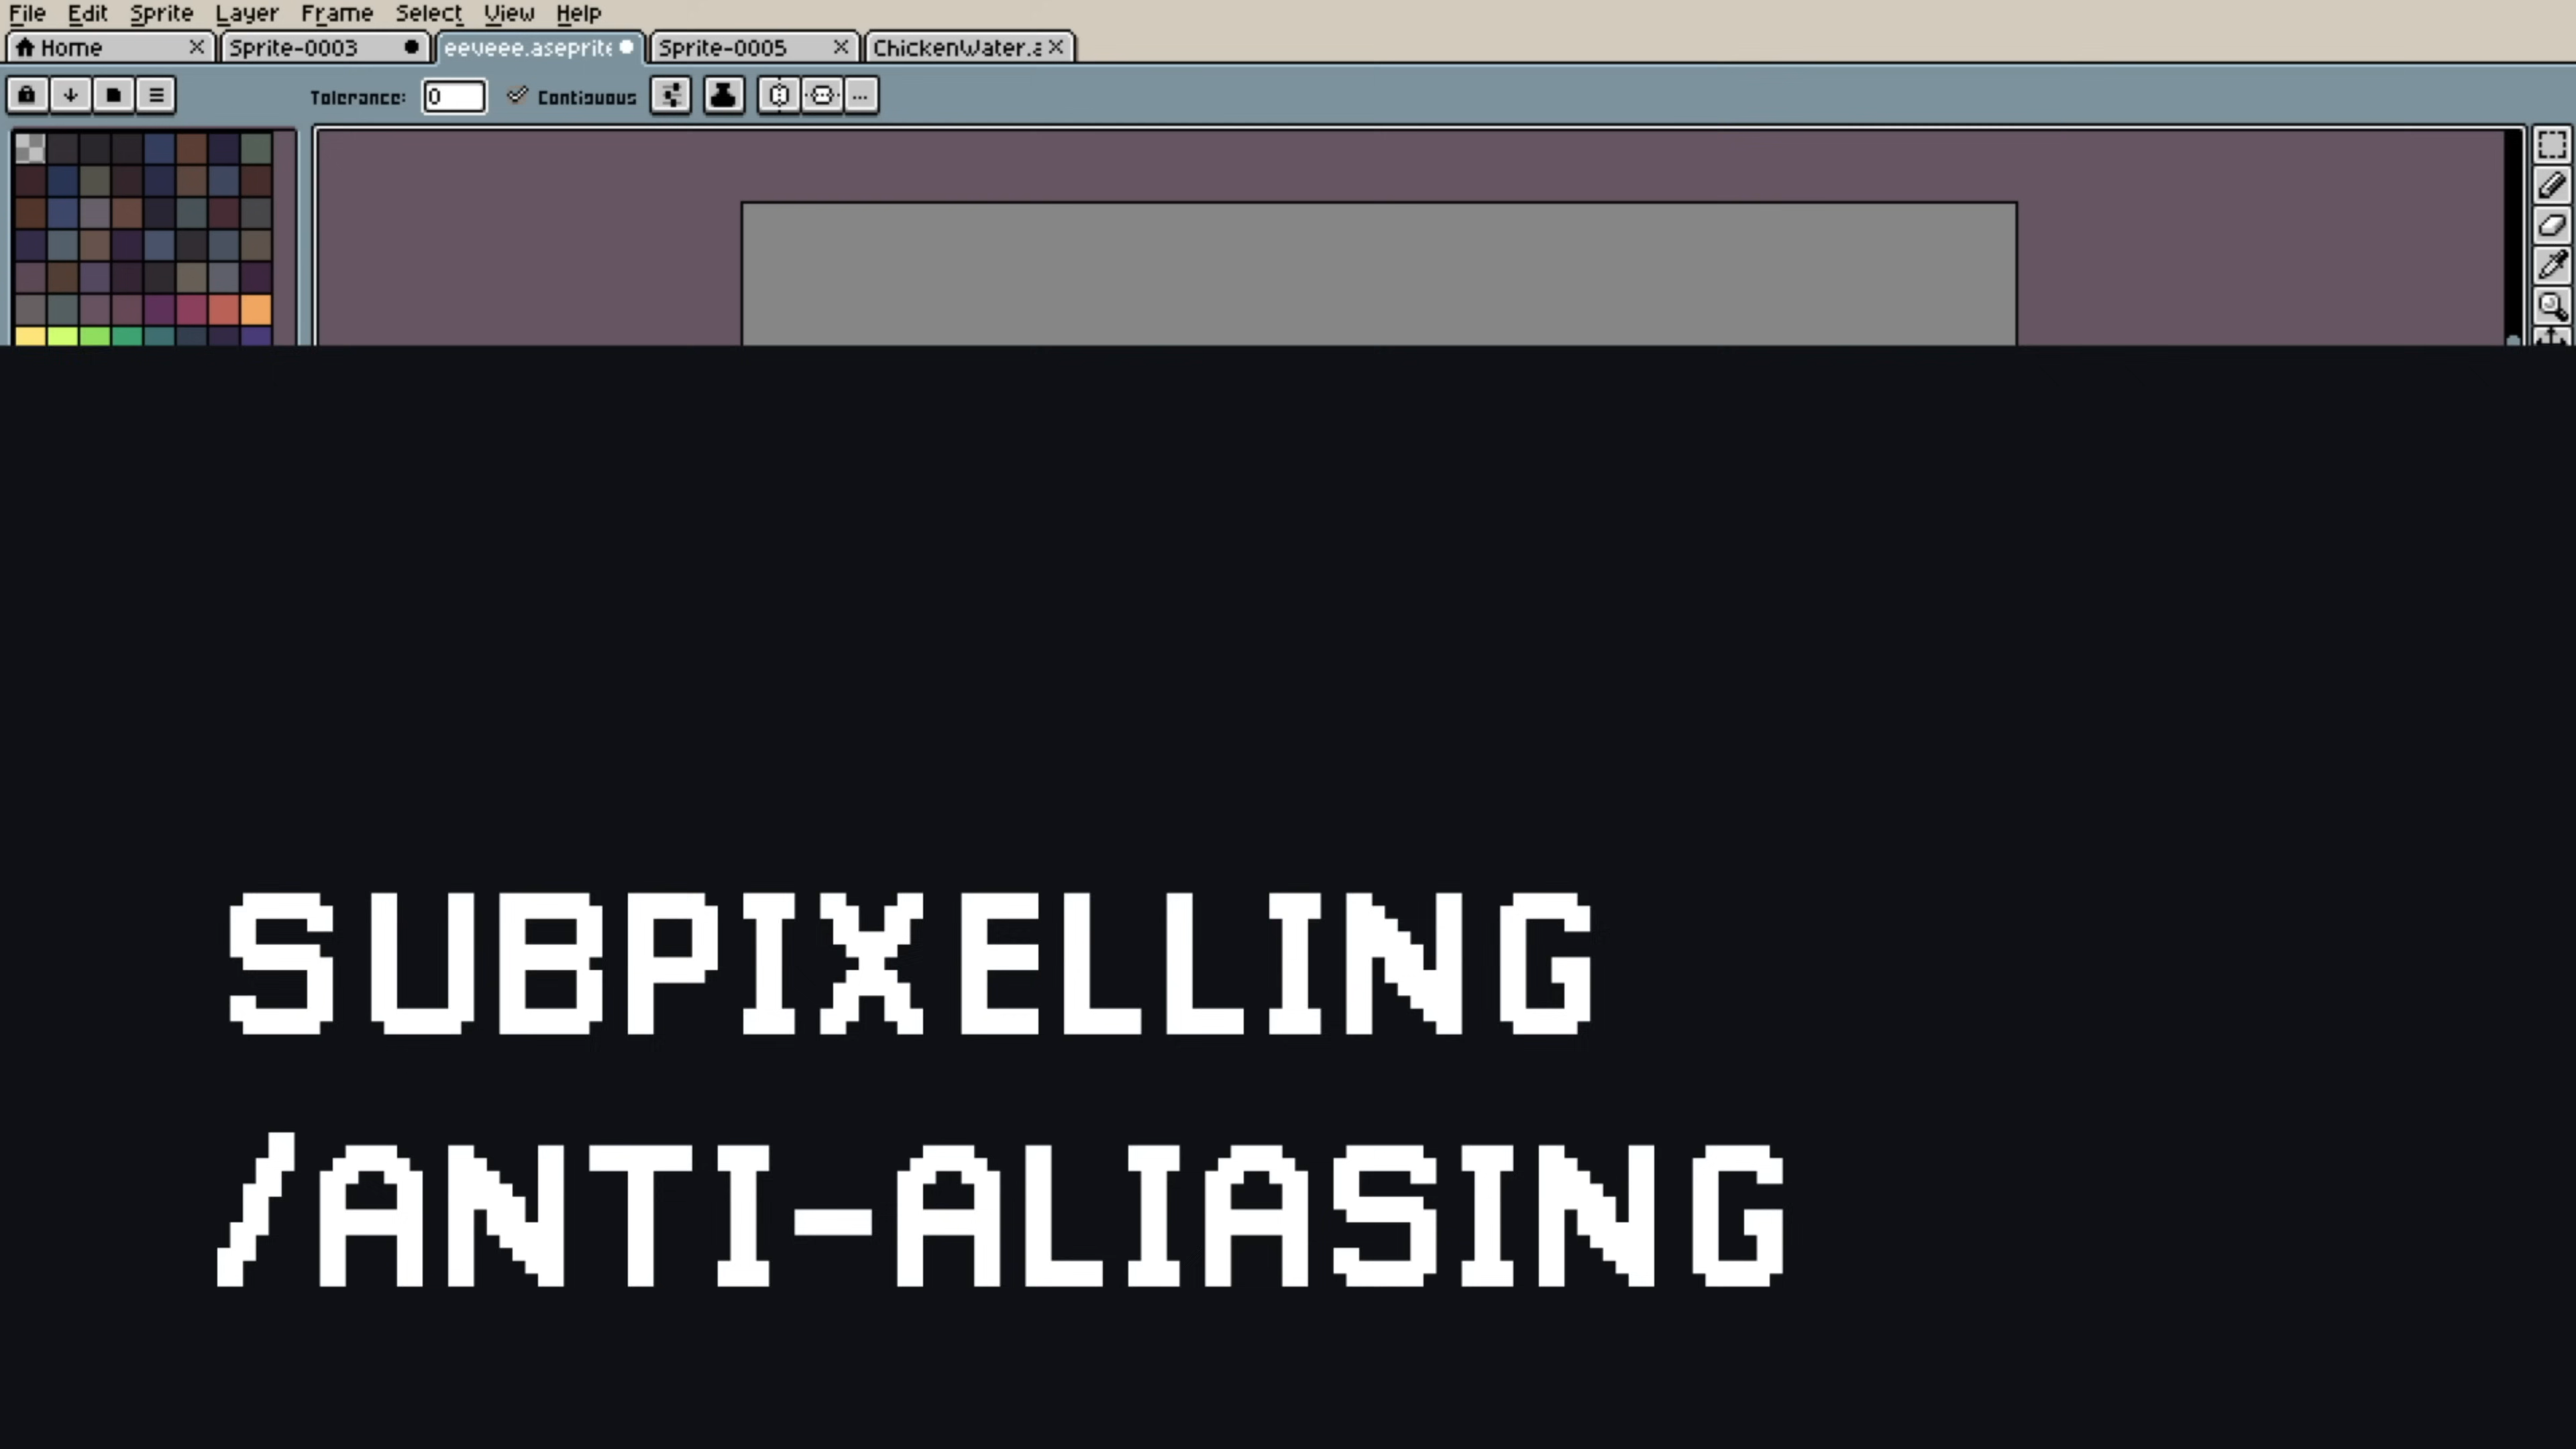 File Edit Sprite Layer Frame Select View Help
Home Sprite-0003 eeveee.aseprite Sprite-0005 ChickenWater.a
Tolerance: 0 Contiguous ...
SUBPIXELLING
/ANTI-ALIASING